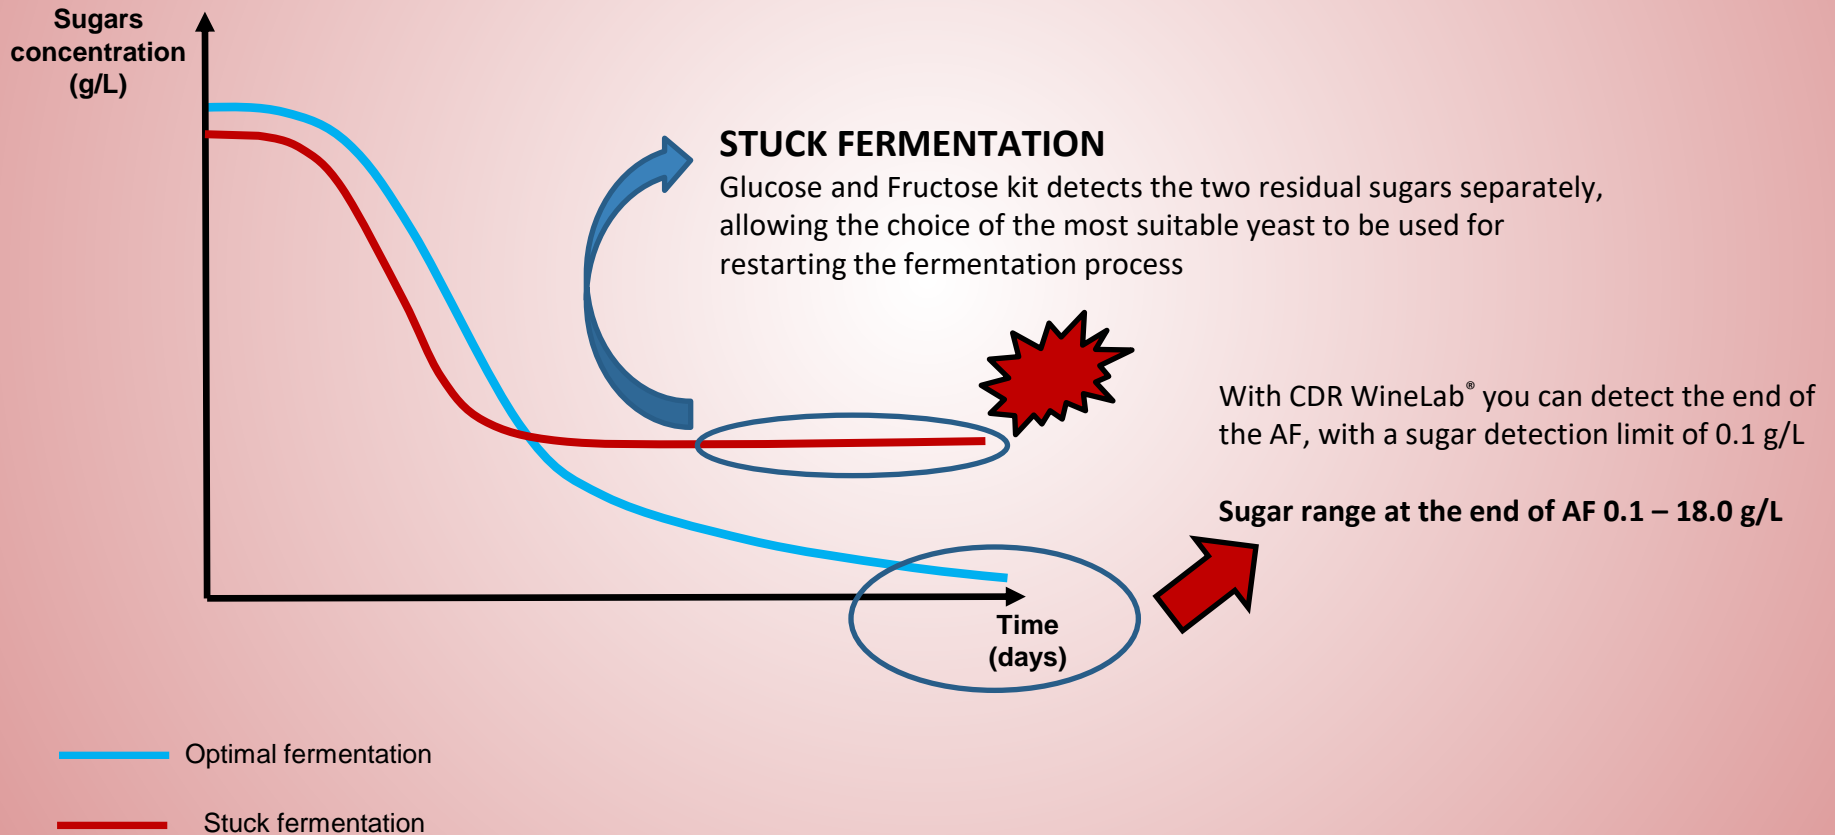 Sugars
concentration
(g/L)
STUCK FERMENTATION
Glucose and Fructose kit detects the two residual sugars separately,
allowing the choice of the most suitable yeast to be used for
restarting the fermentation process
With CDR WineLab® you can detect the end of
the AF, with a sugar detection limit of 0.1 g/L
Sugar range at the end of AF 0.1 – 18.0 g/L
Time
(days)
Optimal fermentation
Stuck fermentation